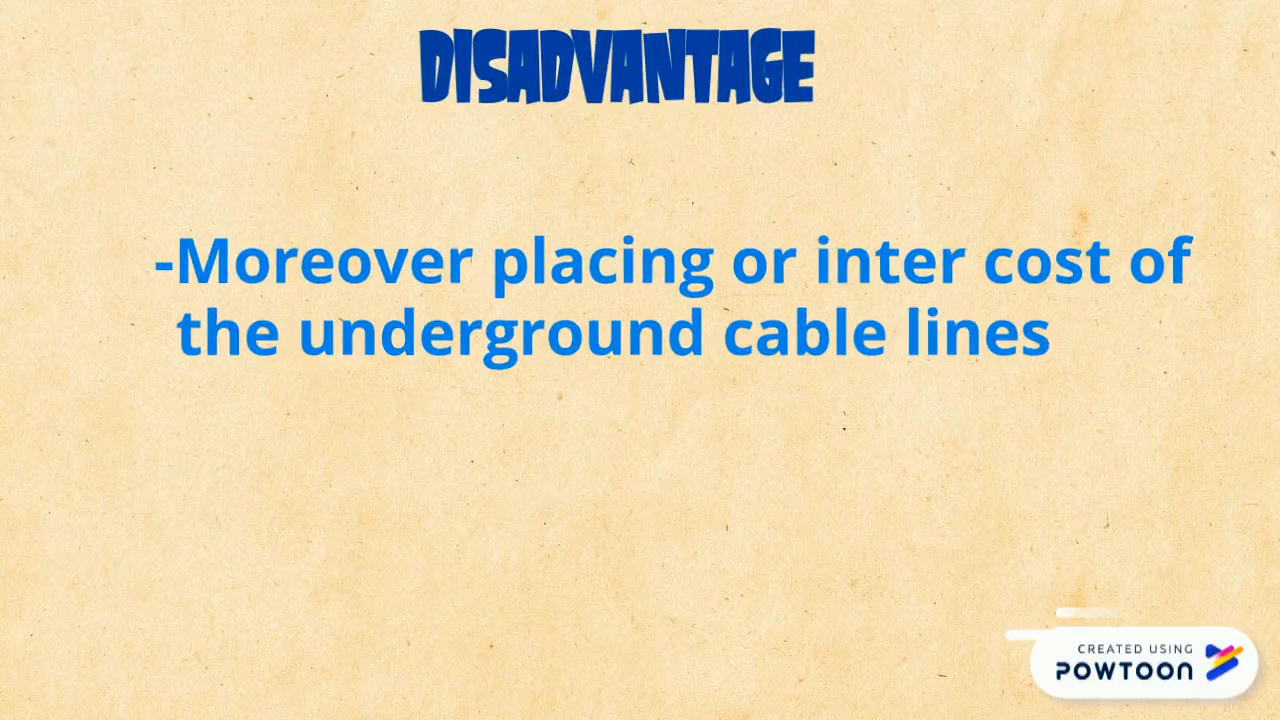 DISADVANTAGE
-Moreover placing or inter cost of
the underground cable lines
CREATED USING
POWTOON